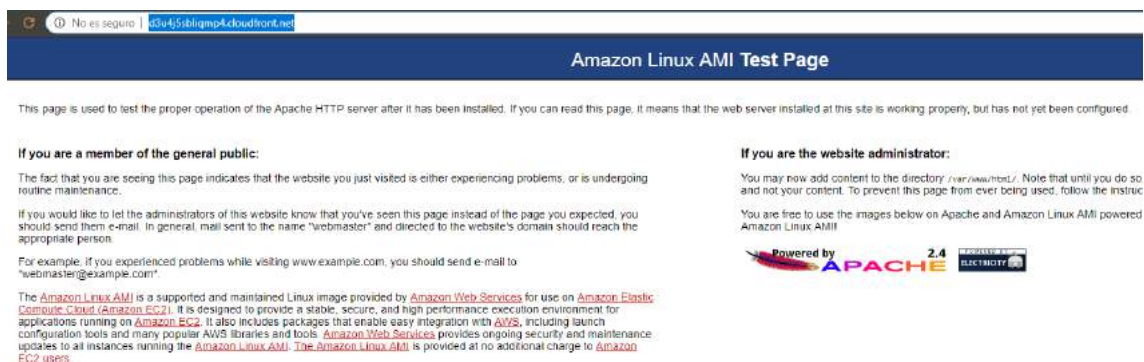 No es seguro | d3u4j5sbliqmp4.cloudfront.net
Amazon Linux AMI Test Page
This page is used to test the proper operation of the Apache HTTP server after it has been installed. If you can read this page, it means that the web server installed at this site is working properly, but has not yet been configured.
If you are a member of the general public:
The fact that you are seeing this page indicates that the website you just visited is either experiencing problems, or is undergoing
routine maintenance.
If you would like to let the administrators of this website know that you've seen this page instead of the page you expected, you
should send them e-mail. In general, mail sent to the name "webmaster" and directed to the website's domain should reach the
appropriate person.
For example, if you experienced problems while visiting www.example.com, you should send e-mail to
"webmaster@example.com".
The Amazon Linux AMI is a supported and maintained Linux image provided by Amazon Web Services for use on Amazon Elastic
Compute Cloud (Amazon EC2). It is designed to provide a stable, secure, and high performance execution environment for
applications running on Amazon EC2. It also includes packages that enable easy integration with AWS, including launch
configuration tools and many popular AWS libraries and tools. Amazon Web Services provides ongoing security and maintenance
updates to all instances running the Amazon Linux AMI. The Amazon Linux AMI is provided at no additional charge to Amazon
EC2 users.
If you are the website administrator:
You may now add content to the directory /var/www/html/. Note that until you do so
and not your content. To prevent this page from ever being used, follow the instruc
You are free to use the images below on Apache and Amazon Linux AMI powered
Amazon Linux AMI!
Powered by APACHE 2.4
ELECTRICITY